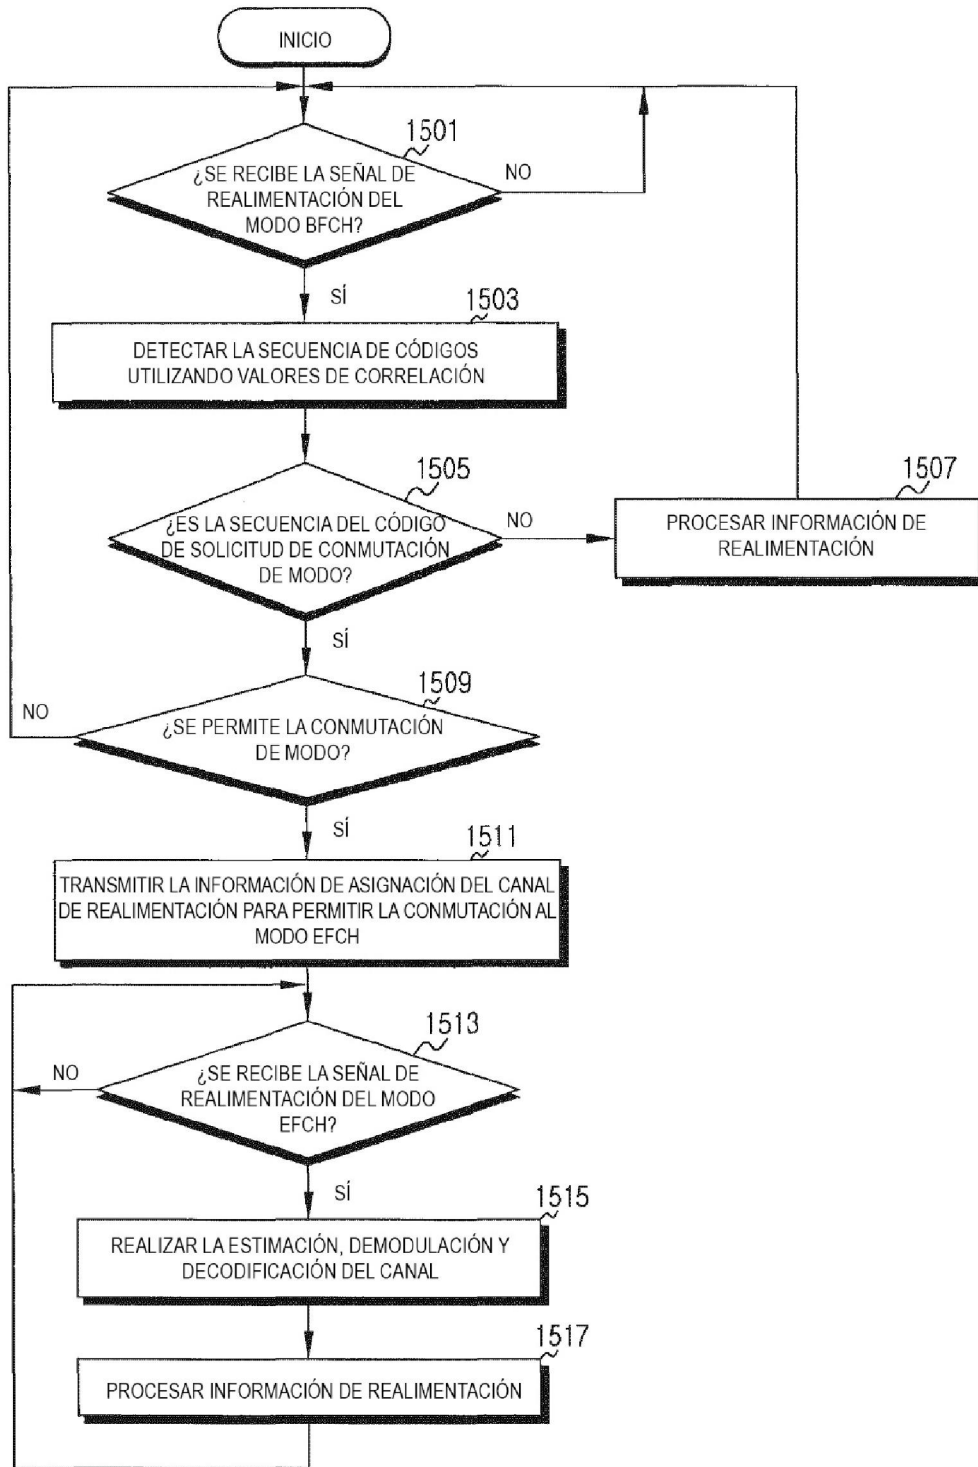 INICIO
1501
¿SE RECIBE LA SEÑAL DE
REALIMENTACIÓN DEL
MODO BFCH?
NO
SÍ
1503
DETECTAR LA SECUENCIA DE CÓDIGOS
UTILIZANDO VALORES DE CORRELACIÓN
1505
¿ES LA SECUENCIA DEL CÓDIGO
DE SOLICITUD DE CONMUTACIÓN
DE MODO?
NO
1507
PROCESAR INFORMACIÓN DE
REALIMENTACIÓN
SÍ
1509
NO
¿SE PERMITE LA CONMUTACIÓN
DE MODO?
SÍ
1511
TRANSMITIR LA INFORMACIÓN DE ASIGNACIÓN DEL CANAL
DE REALIMENTACIÓN PARA PERMITIR LA CONMUTACIÓN AL
MODO EFCH
1513
NO
¿SE RECIBE LA SEÑAL DE
REALIMENTACIÓN DEL MODO
EFCH?
SÍ
1515
REALIZAR LA ESTIMACIÓN, DEMODULACIÓN Y
DECODIFICACIÓN DEL CANAL
1517
PROCESAR INFORMACIÓN DE REALIMENTACIÓN